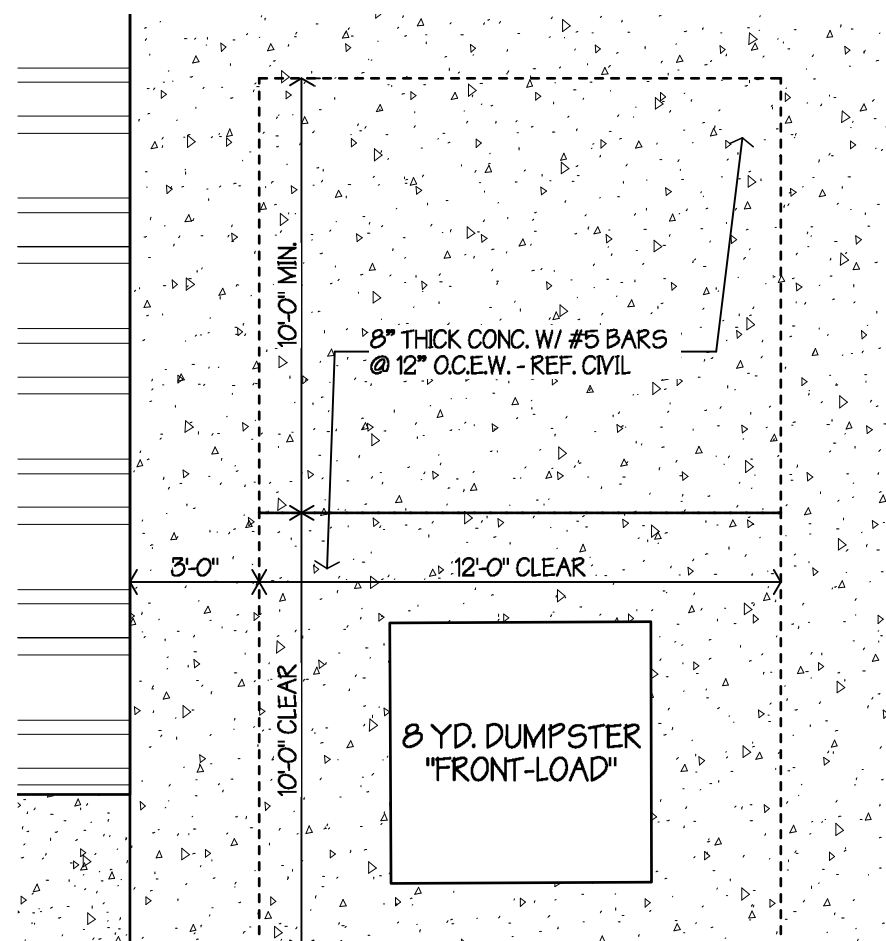 10'-0" MIN.
8" THICK CONC. W/ #5 BARS
@ 12" O.C.E.W. - REF. CIVIL
3'-0"
12'-0" CLEAR
10'-0" CLEAR
8 YD. DUMPSTER
"FRONT-LOAD"